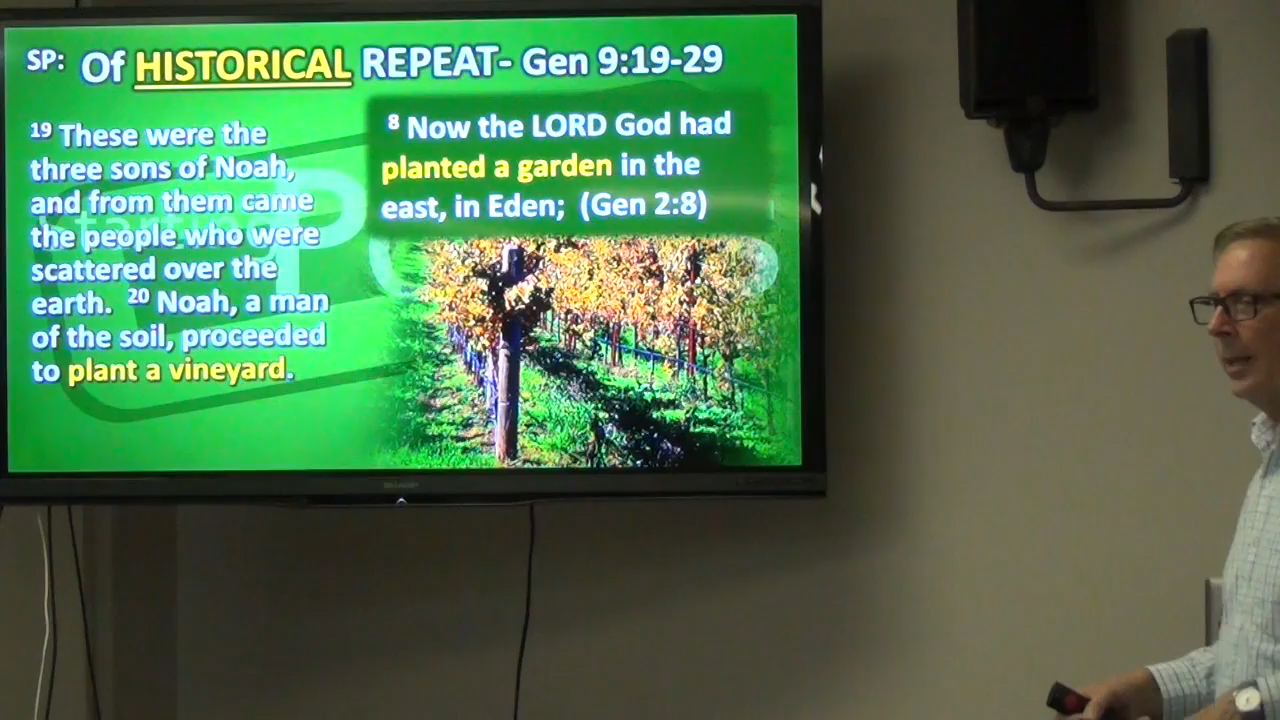 SP: Of HISTORICAL REPEAT- Gen 9:19-29
19 These were the
three sons of Noah,
and from them came
the people who were
scattered over the
earth. 20 Noah, a man
of the soil, proceeded
to plant a vineyard.
8 Now the LORD God had
planted a garden in the
east, in Eden; (Gen 2:8)
SHARP